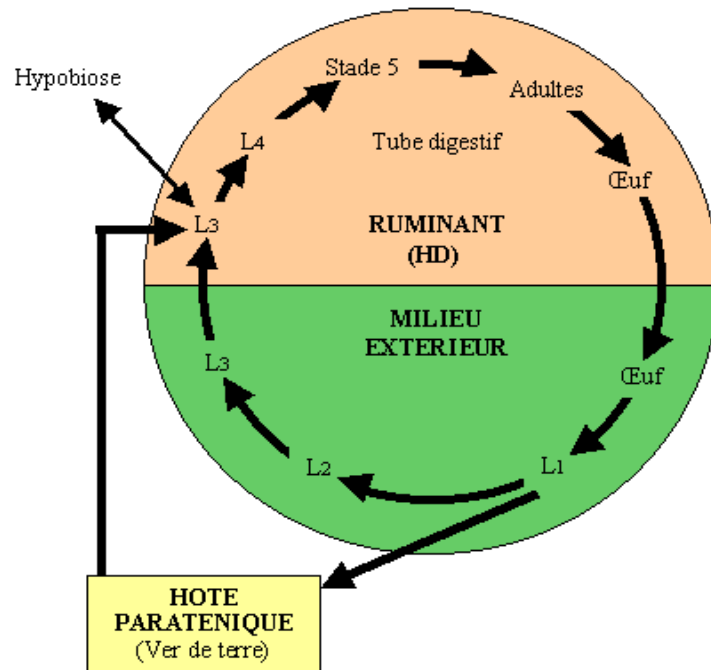 Stade 5
Hypobiose
Adultes
L4
Tube digestif
Œuf
L3
RUMINANT
(HD)
MILIEU
EXTERIEUR
L3
Œuf
L2
L1
HOTE
PARATENIQUE
(Ver de terre)